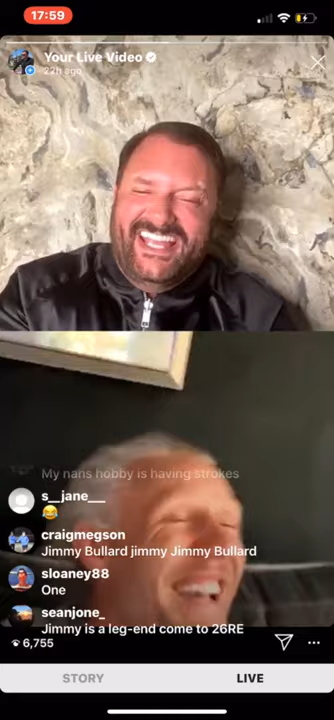 17:59
Your Live Video
22h ago
My nans hobby is having strokes
s__jane___
😂
craigmegson
Jimmy Bullard jimmy Jimmy Bullard
sloaney88
One
seanjone_
Jimmy is a leg-end come to 26RE
6,755
STORY
LIVE